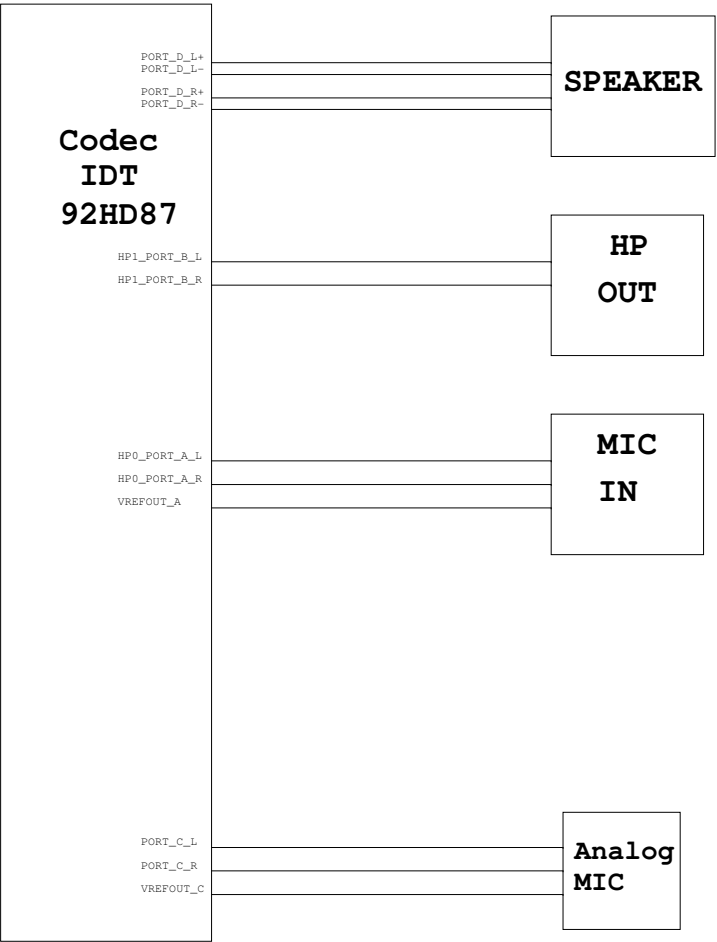 PORT_D_L+
PORT_D_L-
PORT_D_R+
PORT_D_R-
SPEAKER
Codec
IDT
92HD87
HP1_PORT_B_L
HP1_PORT_B_R
HP
OUT
HP0_PORT_A_L
HP0_PORT_A_R
VREFOUT_A
MIC
IN
PORT_C_L
PORT_C_R
VREFOUT_C
Analog
MIC